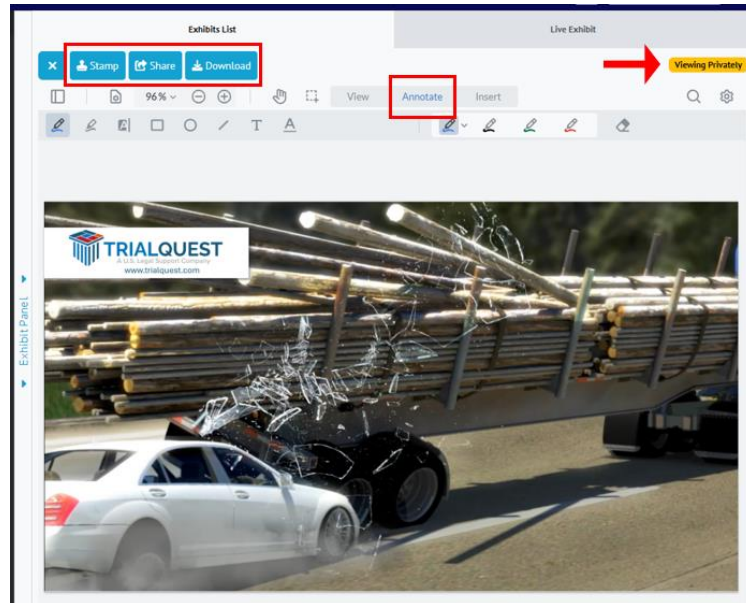 Exhibits List
Live Exhibit
Stamp
Share
Download
Viewing Privately
96%
View
Annotate
Insert
T
A
TRIALQUEST
A U.S. Legal Support Company
www.trialquest.com
Exhibit Panel